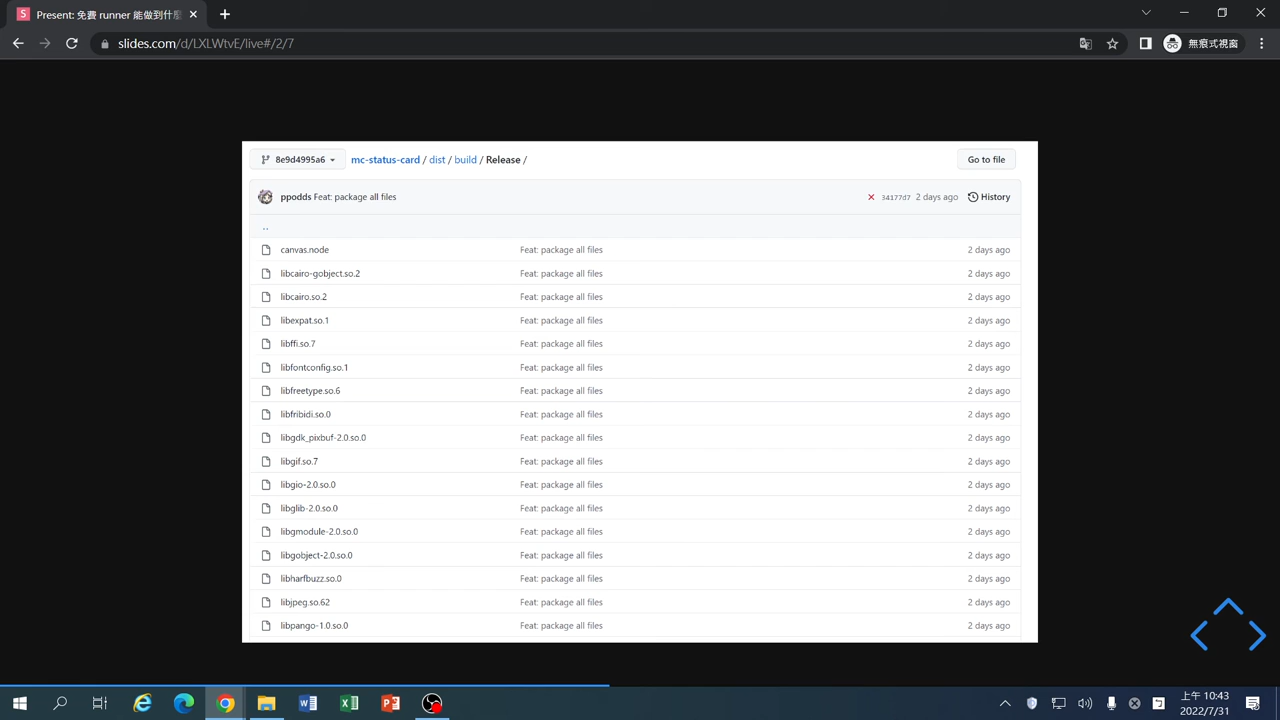 Present: 免費 runner 能做到什麼
slides.com/d/LXLWtvE/live#/2/7
無痕式視窗
8e9d4995a6
mc-status-card / dist / build / Release /
Go to file
ppodds Feat: package all files
34177d7 2 days ago
History
..
canvas.node Feat: package all files 2 days ago
libcairo-gobject.so.2 Feat: package all files 2 days ago
libcairo.so.2 Feat: package all files 2 days ago
libexpat.so.1 Feat: package all files 2 days ago
libffi.so.7 Feat: package all files 2 days ago
libfontconfig.so.1 Feat: package all files 2 days ago
libfreetype.so.6 Feat: package all files 2 days ago
libfribidi.so.0 Feat: package all files 2 days ago
libgdk_pixbuf-2.0.so.0 Feat: package all files 2 days ago
libgif.so.7 Feat: package all files 2 days ago
libgio-2.0.so.0 Feat: package all files 2 days ago
libglib-2.0.so.0 Feat: package all files 2 days ago
libgmodule-2.0.so.0 Feat: package all files 2 days ago
libgobject-2.0.so.0 Feat: package all files 2 days ago
libharfbuzz.so.0 Feat: package all files 2 days ago
libjpeg.so.62 Feat: package all files 2 days ago
libpango-1.0.so.0 Feat: package all files 2 days ago
上午 10:43
2022/7/31